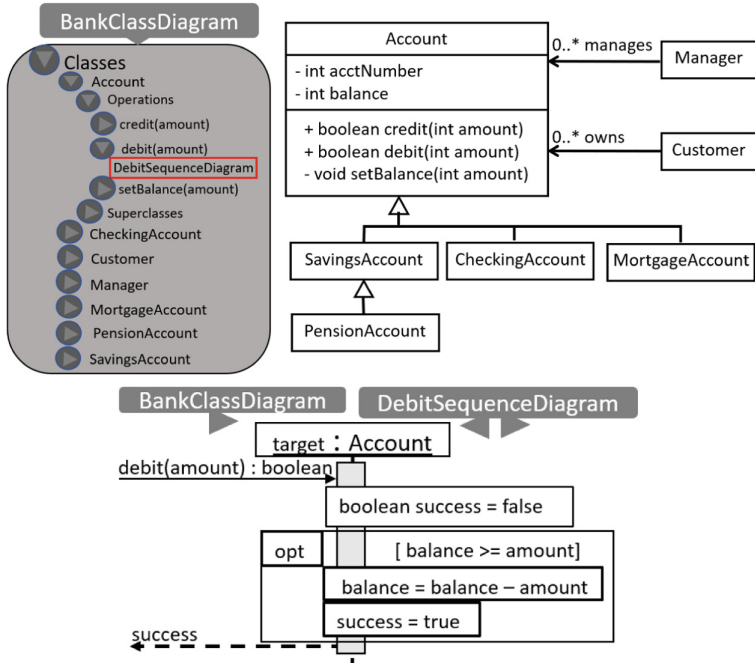 BankClassDiagram
Classes
Account
Operations
credit(amount)
debit(amount)
DebitSequenceDiagram
setBalance(amount)
Superclasses
CheckingAccount
Customer
Manager
MortgageAccount
PensionAccount
SavingsAccount
Account
- int acctNumber
- int balance
+ boolean credit(int amount)
+ boolean debit(int amount)
- void setBalance(int amount)
0..* manages
Manager
0..* owns
Customer
SavingsAccount
CheckingAccount
MortgageAccount
PensionAccount
BankClassDiagram
DebitSequenceDiagram
target : Account
debit(amount) : boolean
boolean success = false
opt
[ balance >= amount]
balance = balance – amount
success = true
success